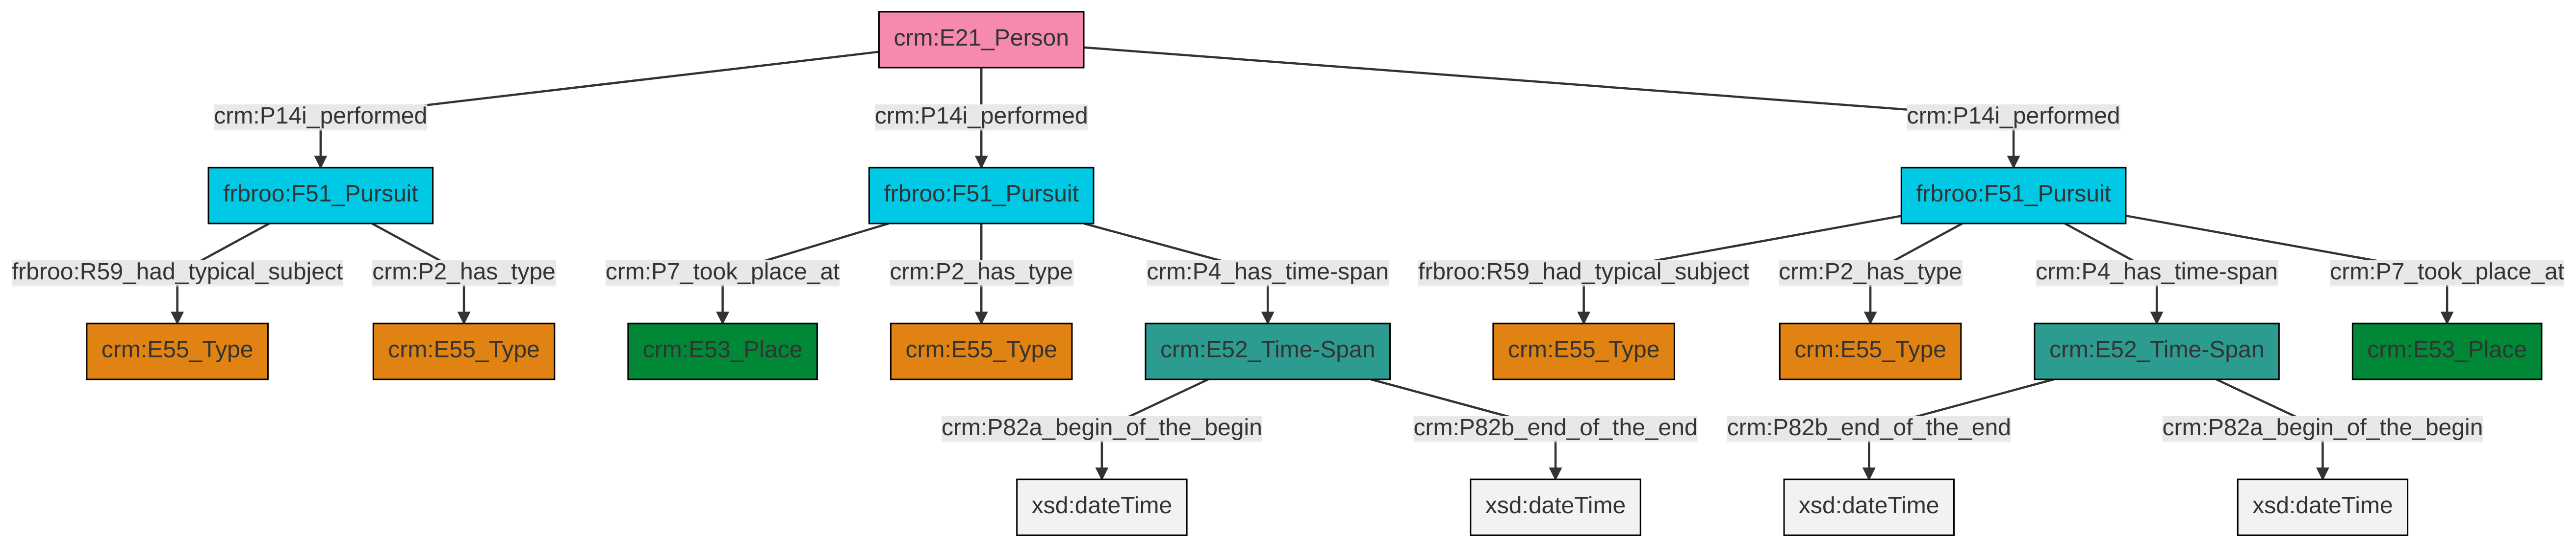 crm:E21_Person
crm:P14i_performed
crm:P14i_performed
crm:P14i_performed
frbroo:F51_Pursuit
frbroo:F51_Pursuit
frbroo:F51_Pursuit
frbroo:R59_had_typical_subject
crm:P2_has_type
crm:P7_took_place_at
crm:P2_has_type
crm:P4_has_time-span
frbroo:R59_had_typical_subject
crm:P2_has_type
crm:P4_has_time-span
crm:P7_took_place_at
crm:E55_Type
crm:E55_Type
crm:E53_Place
crm:E55_Type
crm:E52_Time-Span
crm:E55_Type
crm:E55_Type
crm:E52_Time-Span
crm:E53_Place
crm:P82a_begin_of_the_begin
crm:P82b_end_of_the_end
crm:P82b_end_of_the_end
crm:P82a_begin_of_the_begin
xsd:dateTime
xsd:dateTime
xsd:dateTime
xsd:dateTime